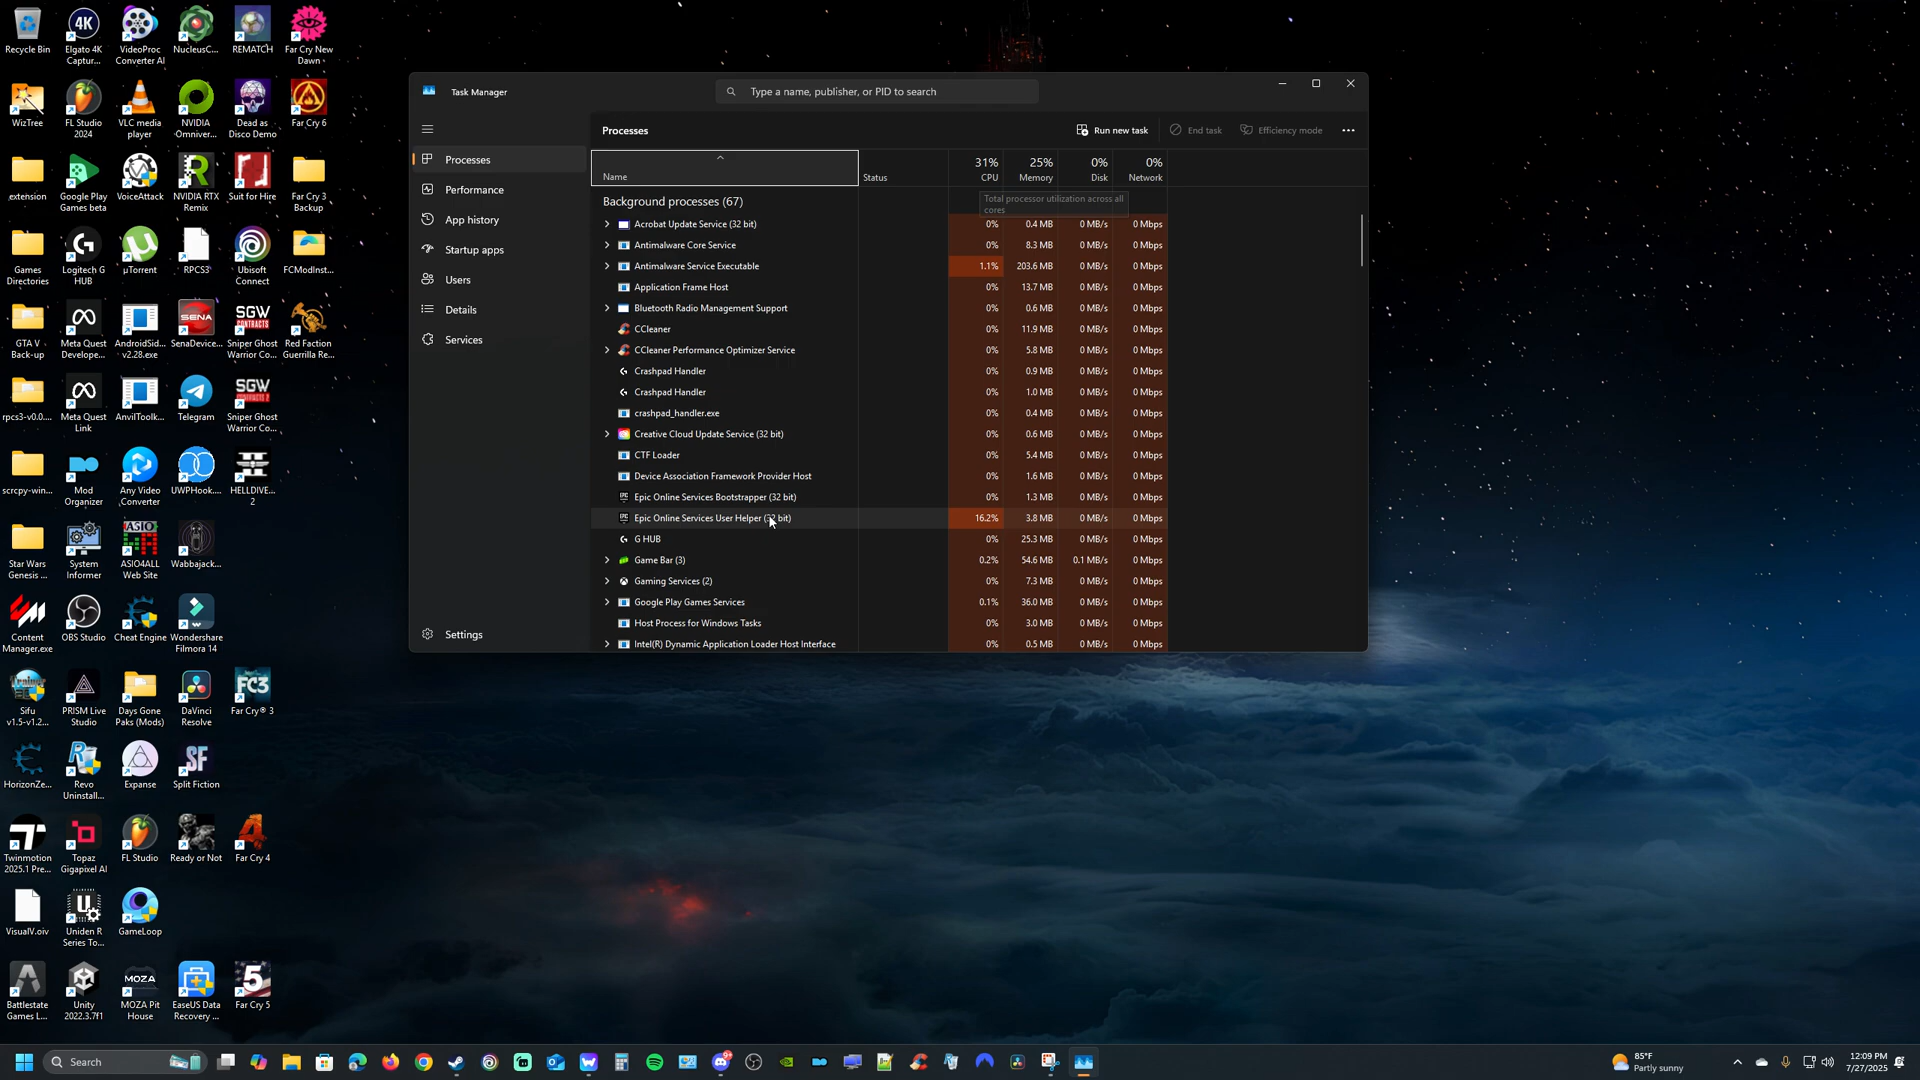 Recycle Bin
Elgato 4K
Captur...
VideoProc
Converter AI
NucleusC...
REMATCH
Far Cry New
Dawn
WizTree
FL Studio
2024
VLC media
player
NVIDIA
Omniver...
Dead as
Disco Demo
Far Cry 6
extension
Google Play
Games beta
VoiceAttack
NVIDIA RTX
Remix
Suit for Hire
Far Cry 3
Backup
Games
Directories
Logitech G
HUB
µTorrent
RPCS3
Ubisoft
Connect
FCModInst...
GTA V
Back-up
Meta Quest
Develope...
AndroidSid...
v2.28.exe
SENA
SenaDevice...
SGW
CONTRACTS
Sniper Ghost
Warrior Co...
Red Faction
Guerrilla Re...
rpcs3-v0.0....
Meta Quest
Link
AnvilToolk...
Telegram
SGW
Sniper Ghost
Warrior Co...
scrcpy-win...
Mod
Organizer
Any Video
Converter
UWPHook...
HELLDIVE...
2
Star Wars
Genesis ...
System
Informer
ASIO
ASIO4ALL
Web Site
Wabbajack...
Content
Manager.exe
OBS Studio
Cheat Engine
Wondershare
Filmora 14
Sifu
v1.5-v1.2...
PRISM Live
Studio
Days Gone
Paks (Mods)
DaVinci
Resolve
FC3
Far Cry® 3
HorizonZe...
Revo
Uninstall...
Expanse
SF
Split Fiction
Twinmotion
2025.1 Pre...
Topaz
Gigapixel AI
FL Studio
Ready or Not
4
Far Cry 4
VisualV.oiv
Uniden R
Series To...
GameLoop
Battlestate
Games L...
Unity
2022.3.7f1
MOZA
MOZA Pit
House
EaseUS Data
Recovery ...
5
Far Cry 5
Task Manager
Type a name, publisher, or PID to search
Processes
Performance
App history
Startup apps
Users
Details
Services
Settings
Processes
Run new task
End task
Efficiency mode
Name
Status
31% CPU
25% Memory
0% Disk
0% Network
Total processor utilization across all
cores
Background processes (67)
Acrobat Update Service (32 bit) 0% 0.4 MB 0 MB/s 0 Mbps
Antimalware Core Service 0% 8.3 MB 0 MB/s 0 Mbps
Antimalware Service Executable 1.1% 203.6 MB 0 MB/s 0 Mbps
Application Frame Host 0% 13.7 MB 0 MB/s 0 Mbps
Bluetooth Radio Management Support 0% 0.6 MB 0 MB/s 0 Mbps
CCleaner 0% 11.9 MB 0 MB/s 0 Mbps
CCleaner Performance Optimizer Service 0% 5.8 MB 0 MB/s 0 Mbps
Crashpad Handler 0% 0.9 MB 0 MB/s 0 Mbps
Crashpad Handler 0% 1.0 MB 0 MB/s 0 Mbps
crashpad_handler.exe 0% 0.4 MB 0 MB/s 0 Mbps
Creative Cloud Update Service (32 bit) 0% 0.6 MB 0 MB/s 0 Mbps
CTF Loader 0% 5.4 MB 0 MB/s 0 Mbps
Device Association Framework Provider Host 0% 1.6 MB 0 MB/s 0 Mbps
Epic Online Services Bootstrapper (32 bit) 0% 1.3 MB 0 MB/s 0 Mbps
Epic Online Services User Helper (32 bit) 16.2% 3.8 MB 0 MB/s 0 Mbps
G HUB 0% 25.3 MB 0 MB/s 0 Mbps
Game Bar (3) 0.2% 54.6 MB 0.1 MB/s 0 Mbps
Gaming Services (2) 0% 7.3 MB 0 MB/s 0 Mbps
Google Play Games Services 0.1% 36.0 MB 0 MB/s 0 Mbps
Host Process for Windows Tasks 0% 3.0 MB 0 MB/s 0 Mbps
Intel(R) Dynamic Application Loader Host Interface 0% 0.5 MB 0 MB/s 0 Mbps
Search
85°F
Partly sunny
12:09 PM
7/27/2025